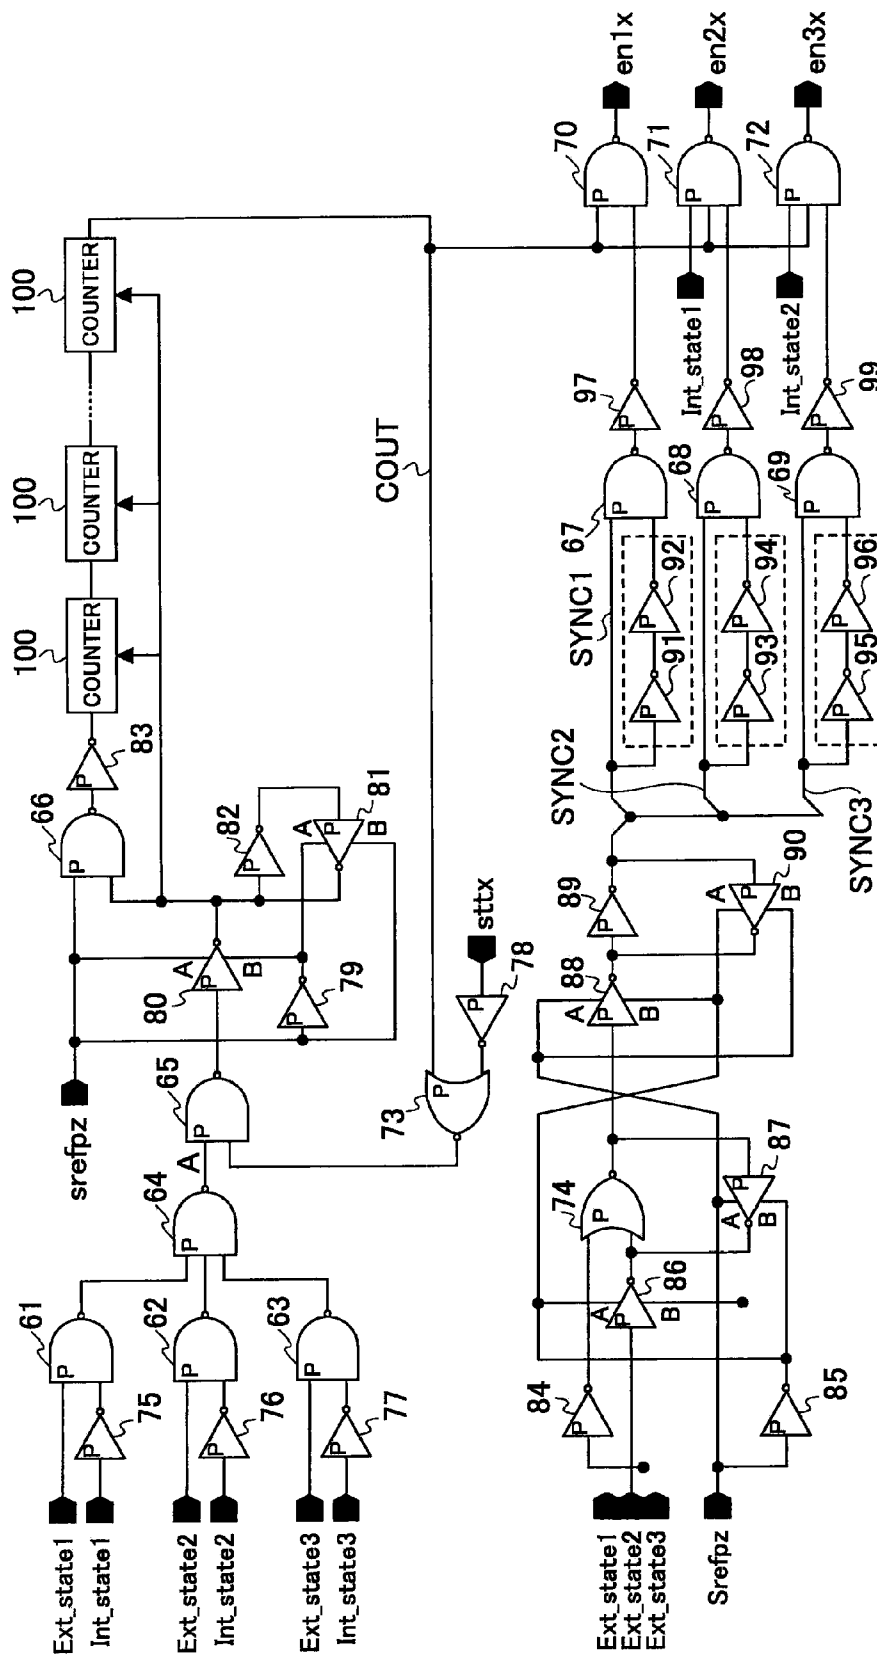 Ext_state1
Int_state1
Ext_state2
Int_state2
Ext_state3
Int_state3
61
P
P
75
62
P
P
76
63
P
P
77
64
P
A
65
P
srefpz
80
P
A
B
79
P
66
P
83
P
82
P
81
P
A
B
100
COUNTER
100
COUNTER
100
COUNTER
COUT
73
P
sttx
78
P
Ext_state1
Ext_state2
Ext_state3
Srefpz
84
P
85
P
74
P
86
P
A
B
87
P
A
B
88
P
A
B
89
P
90
P
A
B
SYNC1
SYNC2
SYNC3
91
P
92
P
93
P
94
P
95
P
96
P
67
P
68
P
69
P
97
P
98
P
99
P
Int_state1
Int_state2
70
P
71
P
72
P
en1x
en2x
en3x